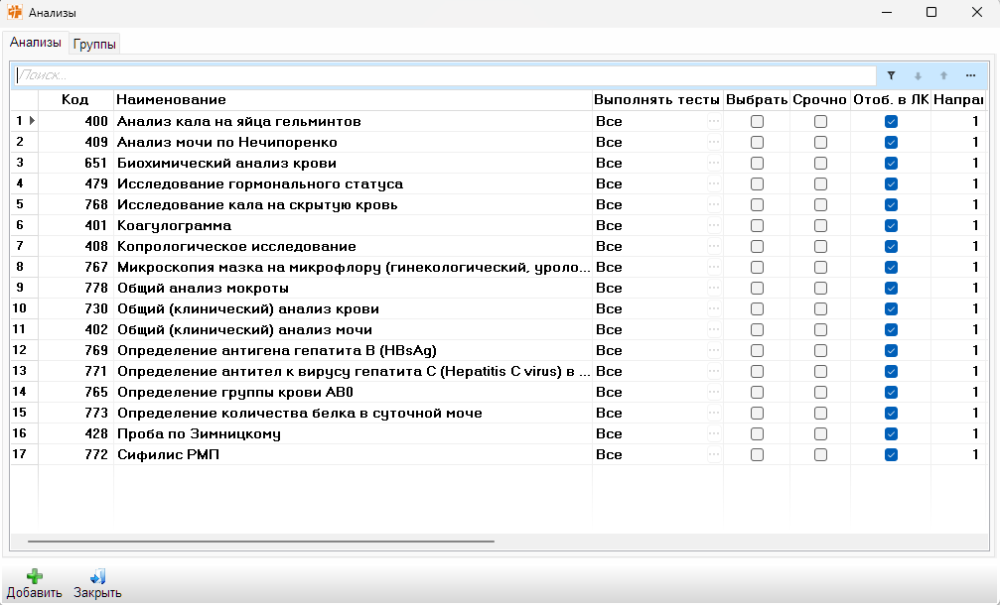 Анализы
Анализы Группы
Поиск...
Код Наименование Выполнять тесты Выбрать Срочно Отоб. в ЛК Направ
1 400 Анализ кала на яйца гельминтов Все ... 1
2 409 Анализ мочи по Нечипоренко Все ... 1
3 651 Биохимический анализ крови Все ... 1
4 479 Исследование гормонального статуса Все ... 1
5 768 Исследование кала на скрытую кровь Все ... 1
6 401 Коагулограмма Все ... 1
7 408 Копрологическое исследование Все ... 1
8 767 Микроскопия мазка на микрофлору (гинекологический, уроло... Все ... 1
9 778 Общий анализ мокроты Все ... 1
10 730 Общий (клинический) анализ крови Все ... 1
11 402 Общий (клинический) анализ мочи Все ... 1
12 769 Определение антигена гепатита B (HBsAg) Все ... 1
13 771 Определение антител к вирусу гепатита C (Hepatitis C virus) в ... Все ... 1
14 765 Определение группы крови AB0 Все ... 1
15 773 Определение количества белка в суточной моче Все ... 1
16 428 Проба по Зимницкому Все ... 1
17 772 Сифилис РМП Все ... 1
Добавить Закрыть